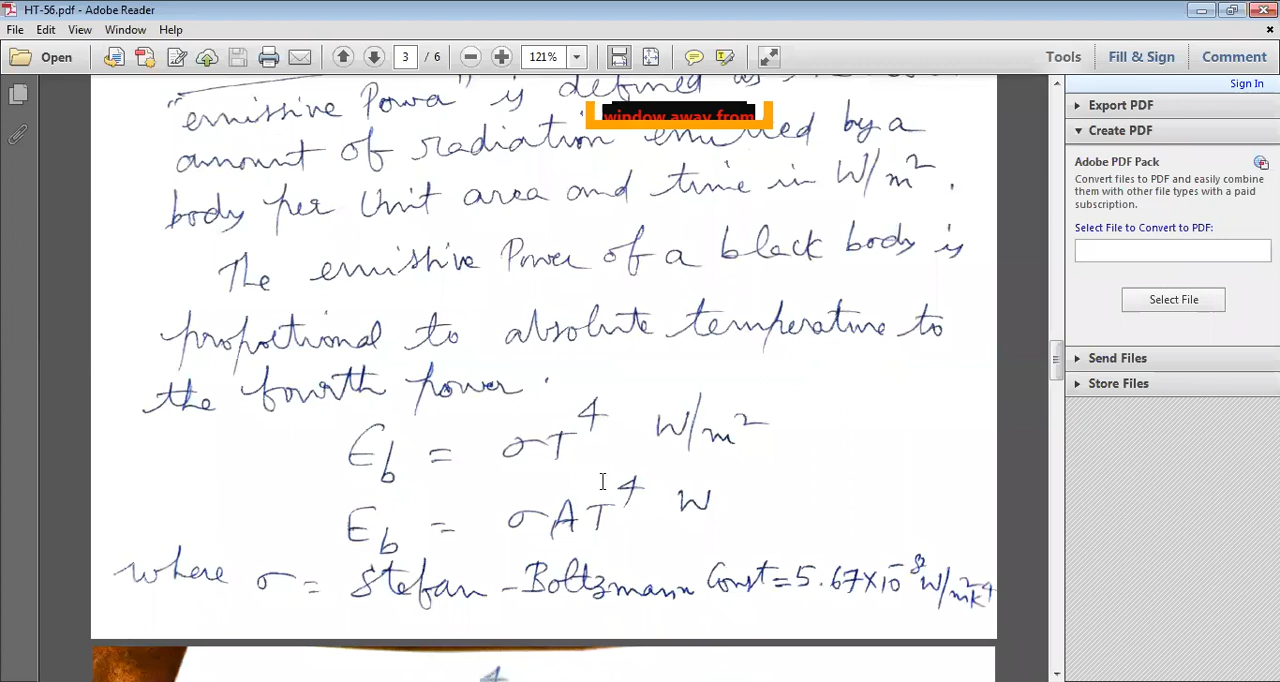 HT-56.pdf - Adobe Reader
File Edit View Window Help
Open 3 / 6 121% Tools Fill & Sign Comment
Sign In
Export PDF
Create PDF
Adobe PDF Pack
Convert files to PDF and easily combine
them with other file types with a paid
subscription.
Select File to Convert to PDF:
Select File
Send Files
Store Files
"emissive Power" is defined as
window away from
amount of radiation emitted by a
body per Unit area and time in W/m².
The emissive Power of a black body is
proportional to absolute temperature to
the fourth power.
E_b = σT⁴ W/m²
E_b = σAT⁴ W
where σ = Stefan-Boltzmann Const = 5.67×10⁻⁸ W/m²K⁴
4